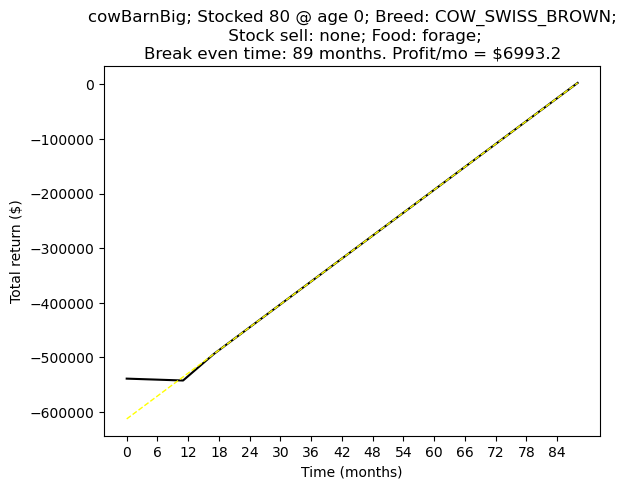 cowBarnBig; Stocked 80 @ age 0; Breed: COW_SWISS_BROWN;
Stock sell: none; Food: forage;
Break even time: 89 months. Profit/mo = $6993.2
Total return ($)
0
−100000
−200000
−300000
−400000
−500000
−600000
0 6 12 18 24 30 36 42 48 54 60 66 72 78 84
Time (months)